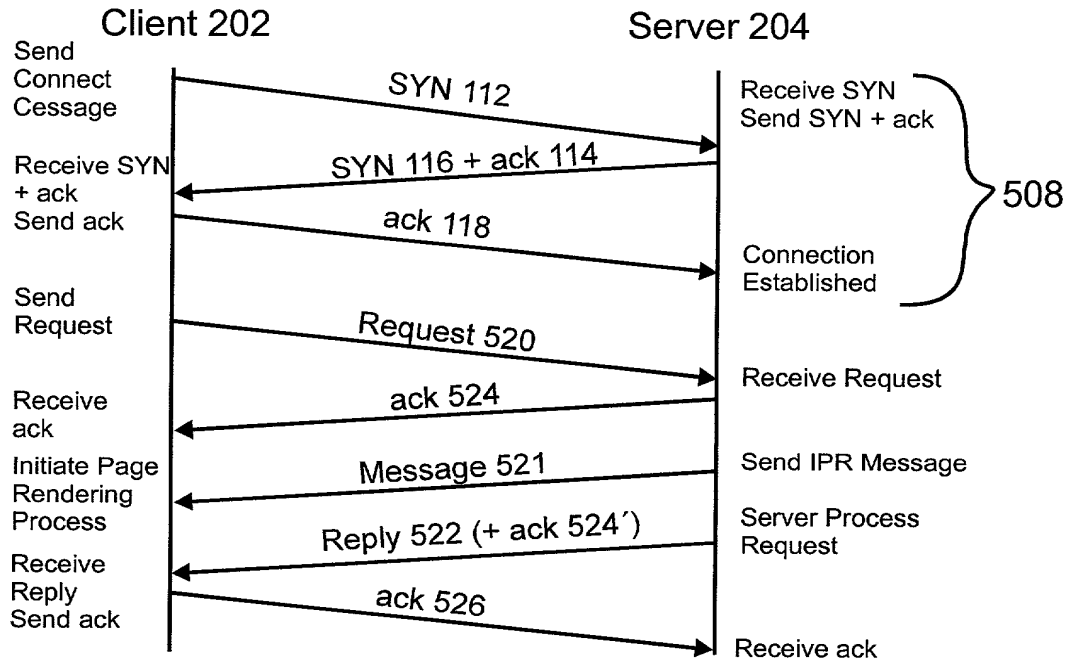 Client 202
Server 204
Send
Connect
Cessage
SYN 112
Receive SYN
Send SYN + ack
508
Receive SYN
+ ack
Send ack
SYN 116 + ack 114
ack 118
Connection
Established
Send
Request
Request 520
Receive Request
Receive
ack
ack 524
Initiate Page
Rendering
Process
Message 521
Send IPR Message
Reply 522 (+ ack 524´)
Server Process
Request
Receive
Reply
Send ack
ack 526
Receive ack